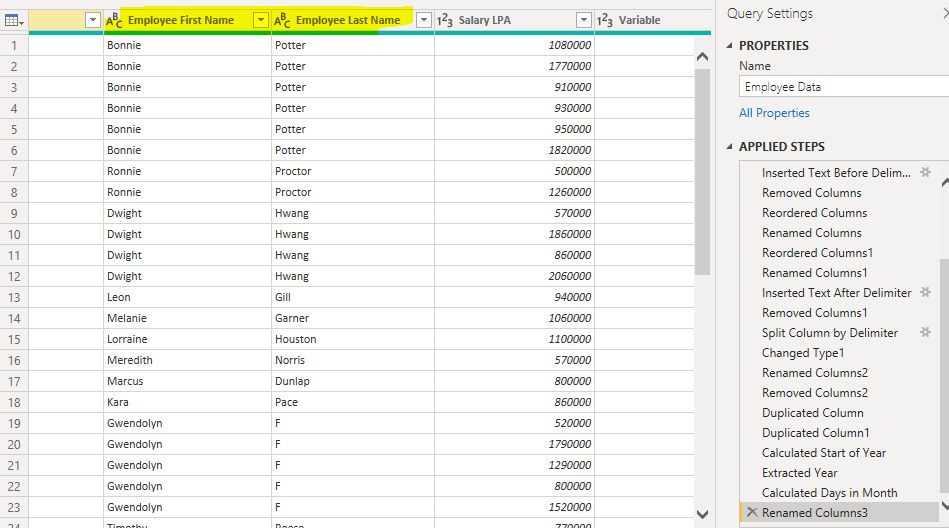 Query Settings
ABC Employee First Name ABC Employee Last Name 123 Salary LPA 123 Variable
1 Bonnie Potter 1080000
2 Bonnie Potter 1770000
3 Bonnie Potter 910000
4 Bonnie Potter 930000
5 Bonnie Potter 950000
6 Bonnie Potter 1820000
7 Ronnie Proctor 500000
8 Ronnie Proctor 1260000
9 Dwight Hwang 570000
10 Dwight Hwang 1860000
11 Dwight Hwang 860000
12 Dwight Hwang 2060000
13 Leon Gill 940000
14 Melanie Garner 1060000
15 Lorraine Houston 1100000
16 Meredith Norris 570000
17 Marcus Dunlap 800000
18 Kara Pace 860000
19 Gwendolyn F 520000
20 Gwendolyn F 1790000
21 Gwendolyn F 1290000
22 Gwendolyn F 800000
23 Gwendolyn F 1520000
24 Timothy Reese 770000
PROPERTIES
Name
Employee Data
All Properties
APPLIED STEPS
Inserted Text Before Delim...
Removed Columns
Reordered Columns
Renamed Columns
Reordered Columns1
Renamed Columns1
Inserted Text After Delimiter
Removed Columns1
Split Column by Delimiter
Changed Type1
Renamed Columns2
Removed Columns2
Duplicated Column
Duplicated Column1
Calculated Start of Year
Extracted Year
Calculated Days in Month
Renamed Columns3